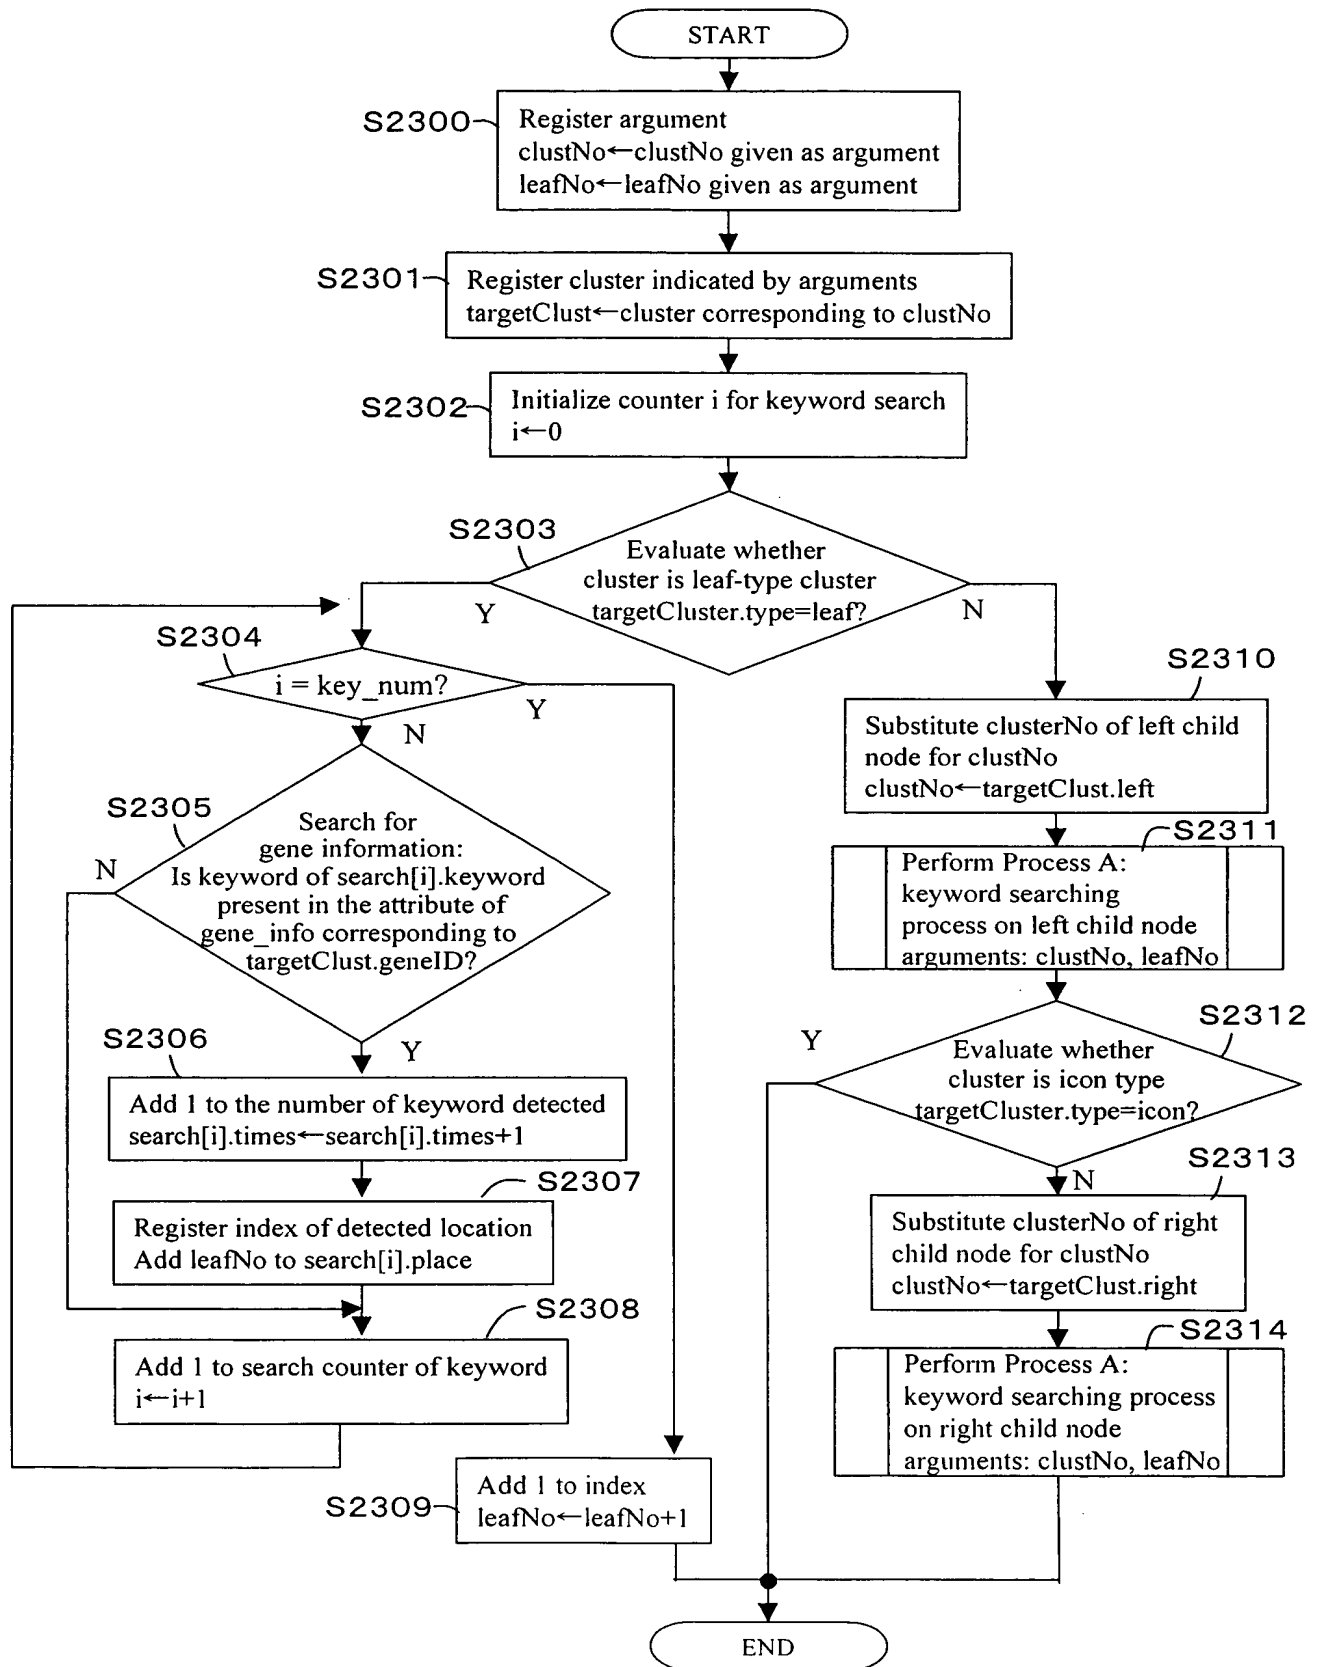 START
S2300
Register argument
clustNo←clustNo given as argument
leafNo←leafNo given as argument
S2301
Register cluster indicated by arguments
targetClust←cluster corresponding to clustNo
S2302
Initialize counter i for keyword search
i←0
S2303
Evaluate whether
cluster is leaf-type cluster
targetCluster.type=leaf?
Y
N
S2304
i = key_num?
Y
N
S2305
Search for
gene information:
Is keyword of search[i].keyword
present in the attribute of
gene_info corresponding to
targetClust.geneID?
N
Y
S2306
Add 1 to the number of keyword detected
search[i].times←search[i].times+1
S2307
Register index of detected location
Add leafNo to search[i].place
S2308
Add 1 to search counter of keyword
i←i+1
S2309
Add 1 to index
leafNo←leafNo+1
S2310
Substitute clusterNo of left child
node for clustNo
clustNo←targetClust.left
S2311
Perform Process A:
keyword searching
process on left child node
arguments: clustNo, leafNo
S2312
Evaluate whether
cluster is icon type
targetCluster.type=icon?
Y
N
S2313
Substitute clusterNo of right
child node for clustNo
clustNo←targetClust.right
S2314
Perform Process A:
keyword searching process
on right child node
arguments: clustNo, leafNo
END